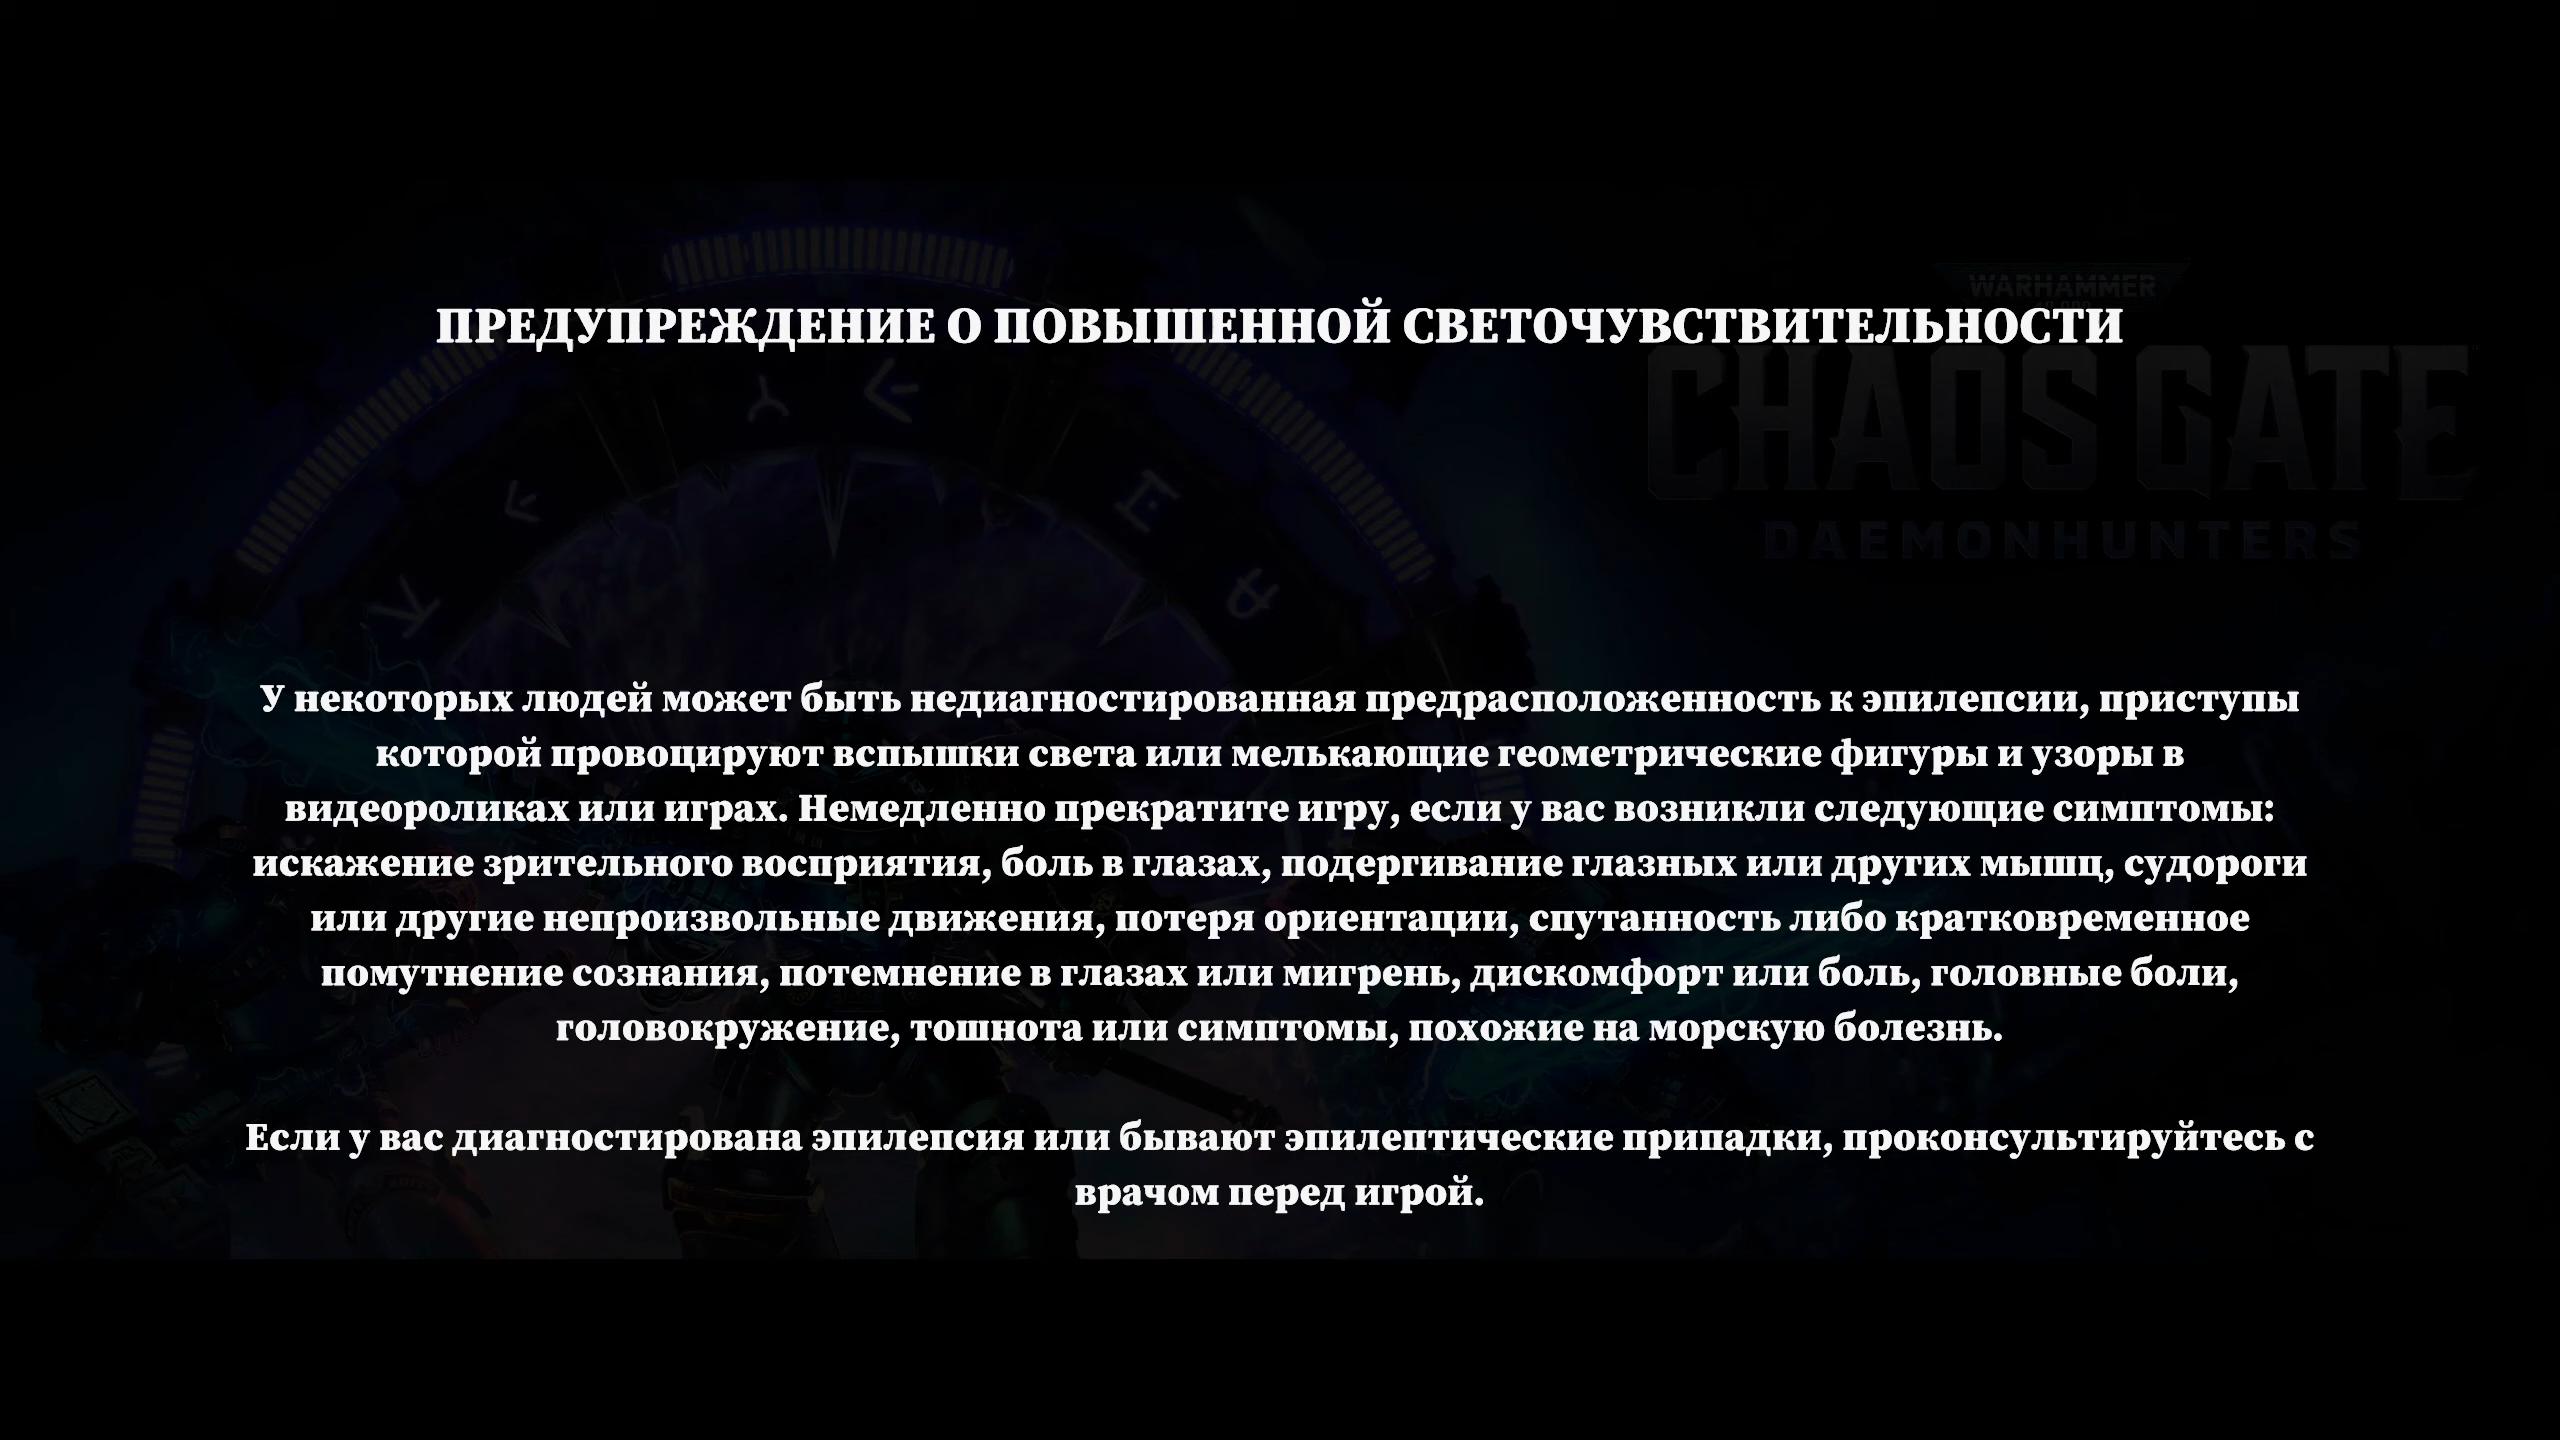 WARHAMMER
40,000
ПРЕДУПРЕЖДЕНИЕ О ПОВЫШЕННОЙ СВЕТОЧУВСТВИТЕЛЬНОСТИ
CHAOS GATE
DAEMONHUNTERS
У некоторых людей может быть недиагностированная предрасположенность к эпилепсии, приступы
которой провоцируют вспышки света или мелькающие геометрические фигуры и узоры в
видеороликах или играх. Немедленно прекратите игру, если у вас возникли следующие симптомы:
искажение зрительного восприятия, боль в глазах, подергивание глазных или других мышц, судороги
или другие непроизвольные движения, потеря ориентации, спутанность либо кратковременное
помутнение сознания, потемнение в глазах или мигрень, дискомфорт или боль, головные боли,
головокружение, тошнота или симптомы, похожие на морскую болезнь.
Если у вас диагностирована эпилепсия или бывают эпилептические припадки, проконсультируйтесь с
врачом перед игрой.